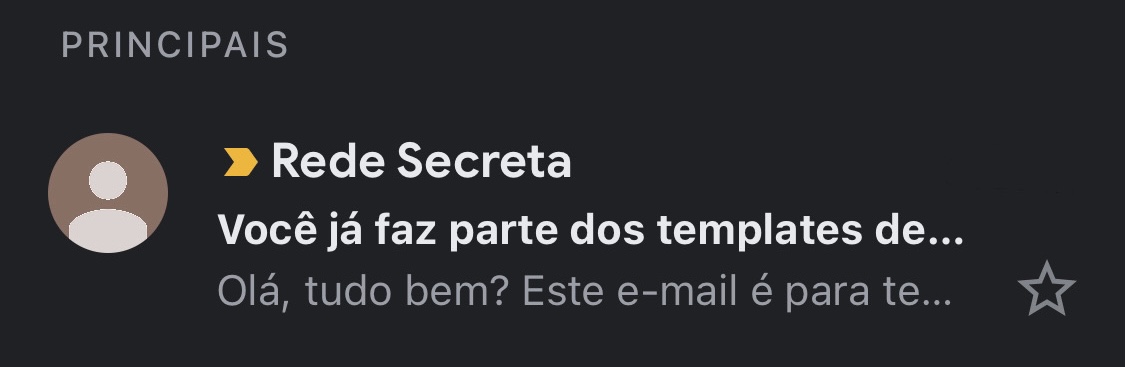 PRINCIPAIS
Rede Secreta
Você já faz parte dos templates de...
Olá, tudo bem? Este e-mail é para te...